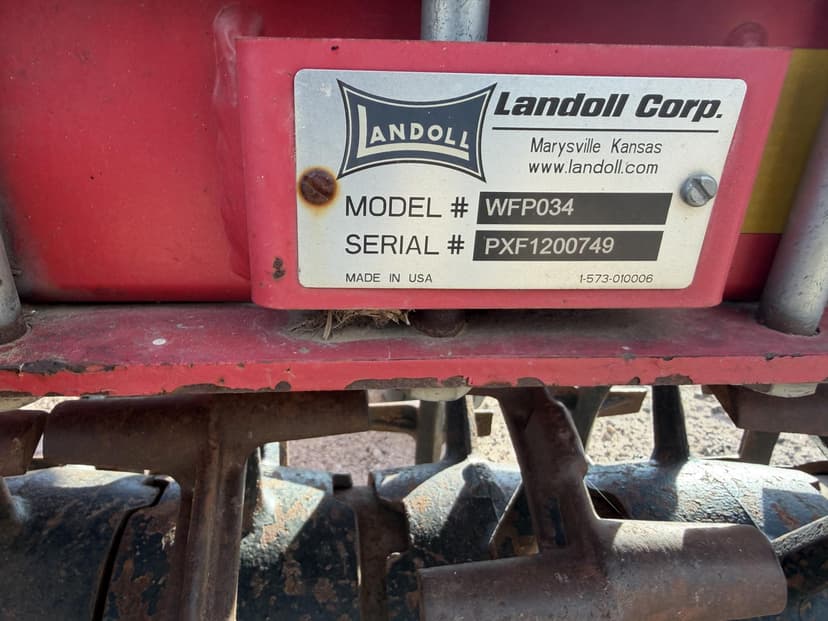 LANDOLL
Landoll Corp.
Marysville Kansas
www.landoll.com
MODEL # WFP034
SERIAL # PXF1200749
MADE IN USA 1-573-010006